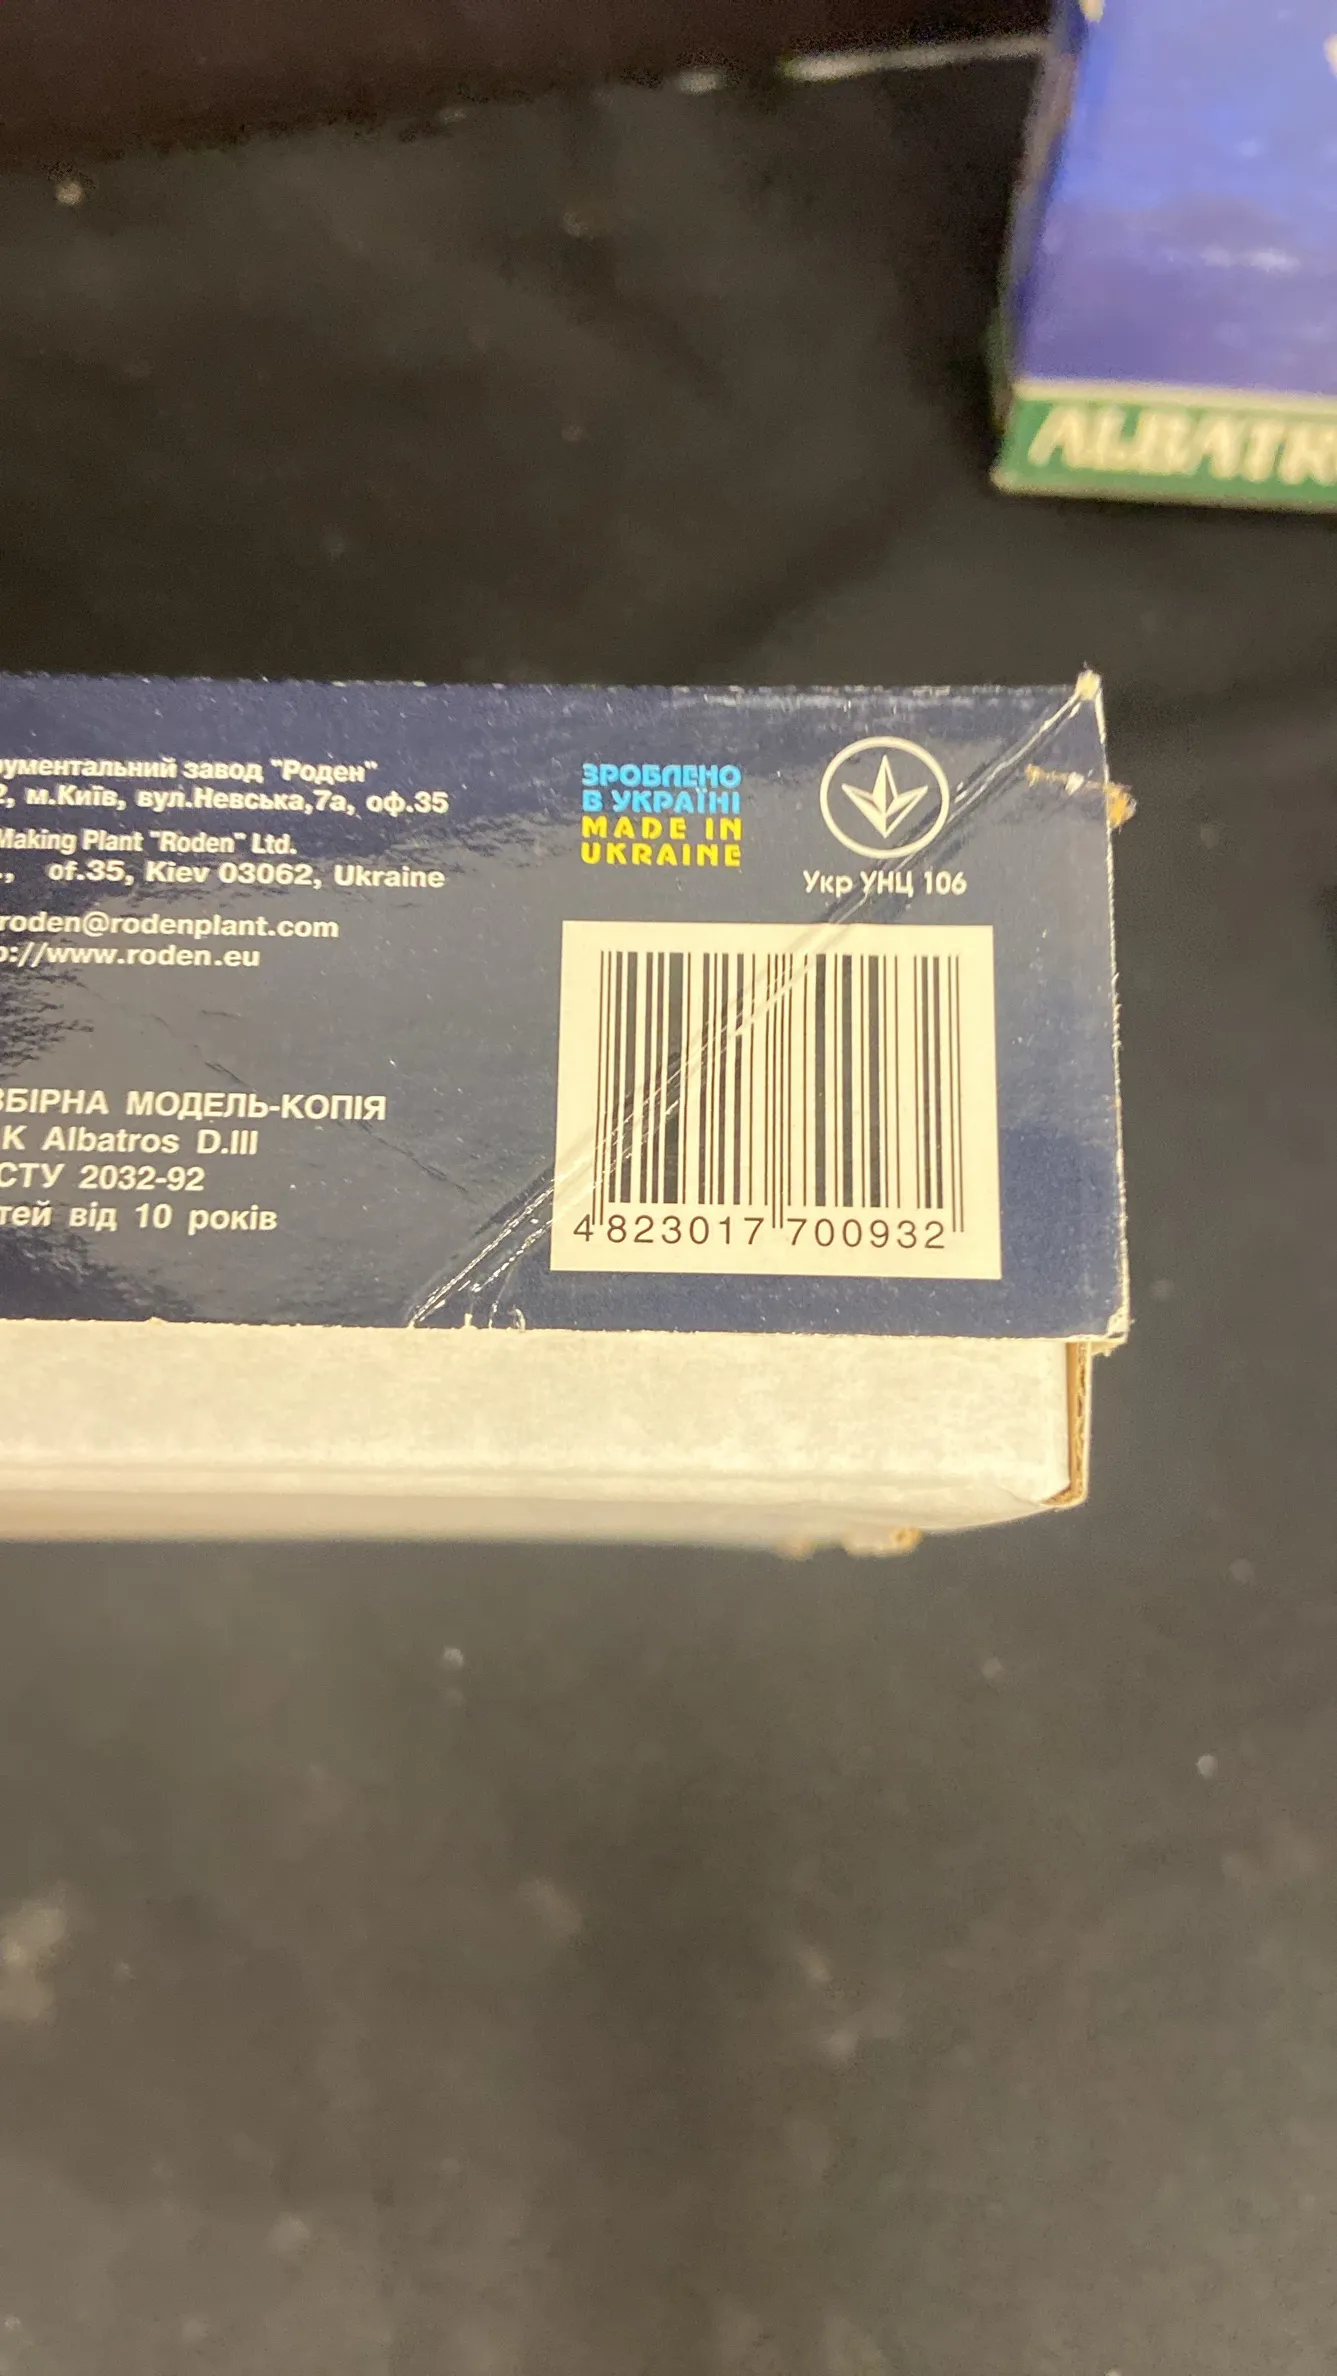 ALBATR
рументальний завод "Роден"
2, м.Київ, вул.Невська,7а, оф.35
Making Plant "Roden" Ltd.
., of.35, Kiev 03062, Ukraine
roden@rodenplant.com
p://www.roden.eu
ЗРОБЛЕНО
В УКРАЇНІ
MADE IN
UKRAINE
Укр УНЦ 106
ЗБІРНА МОДЕЛЬ-КОПІЯ
К Albatros D.III
СТУ 2032-92
тей від 10 років
4 823017 700932